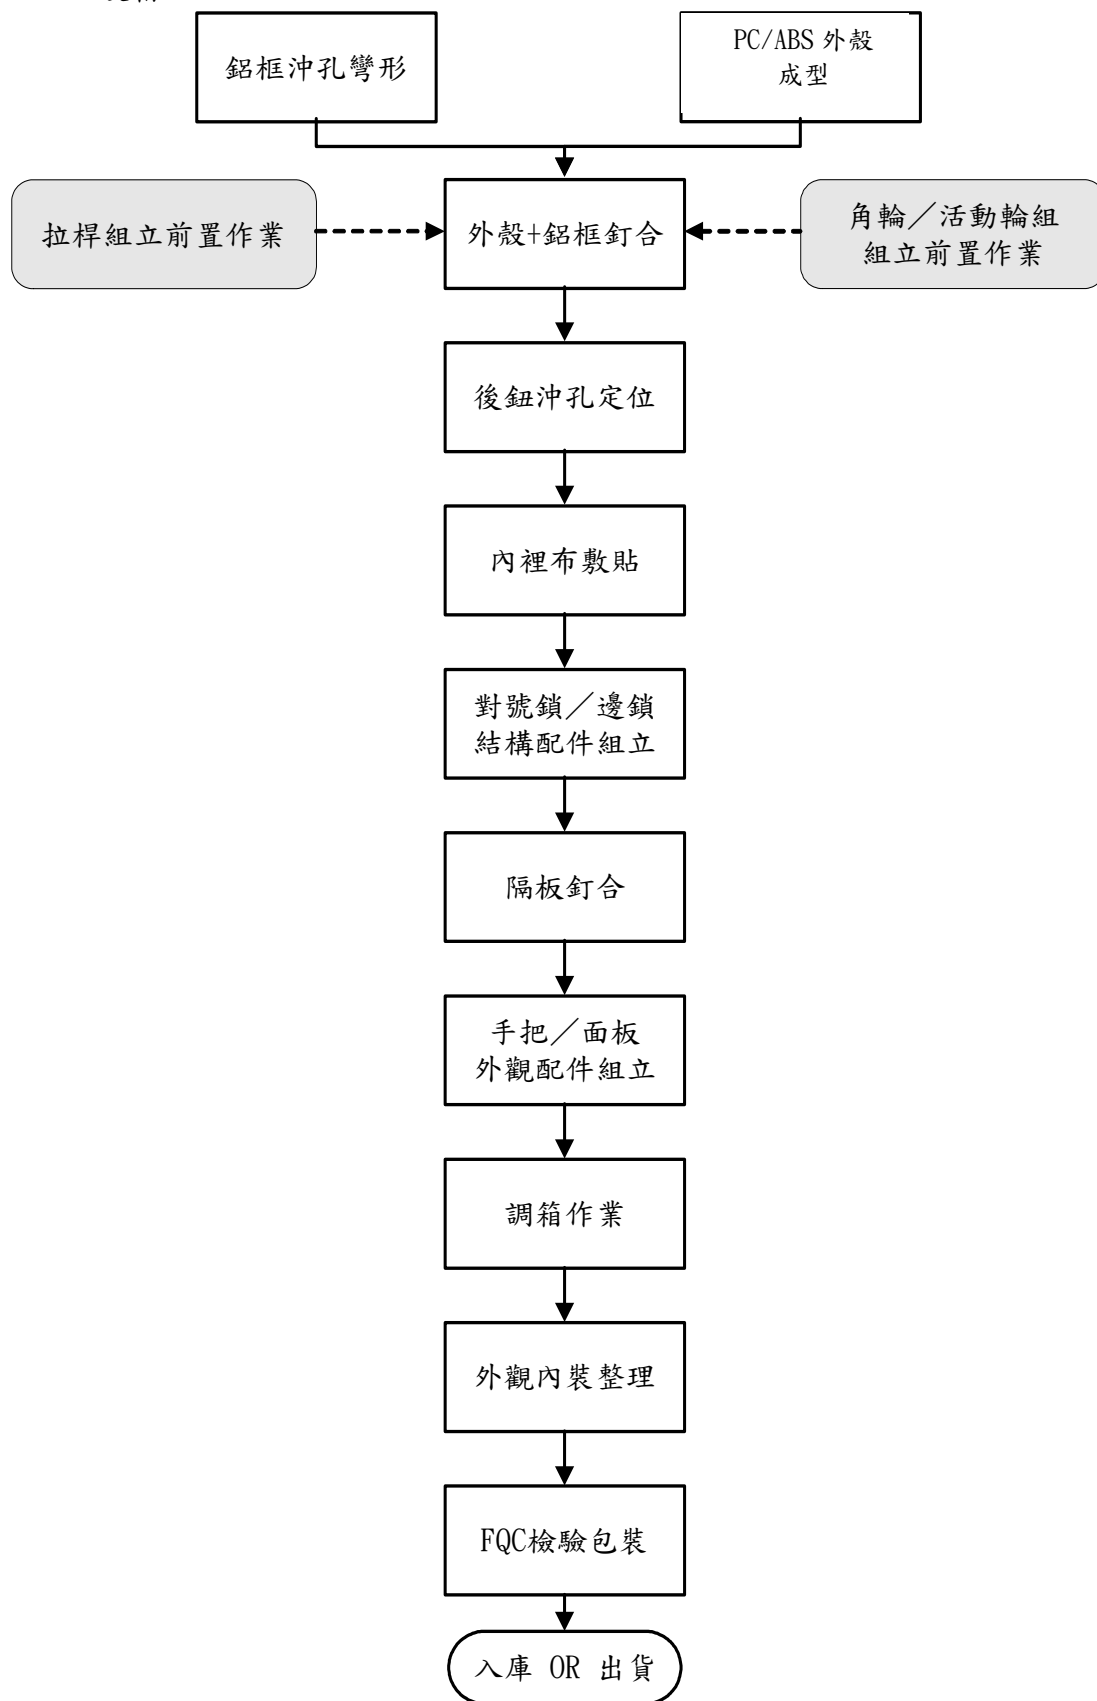 鋁框沖孔彎形
PC/ABS 外殼
成型
拉桿組立前置作業
外殼+鋁框釘合
角輪／活動輪組
組立前置作業
後鈕沖孔定位
內裡布敷貼
對號鎖／邊鎖
結構配件組立
隔板釘合
手把／面板
外觀配件組立
調箱作業
外觀內裝整理
FQC檢驗包裝
入庫 OR 出貨